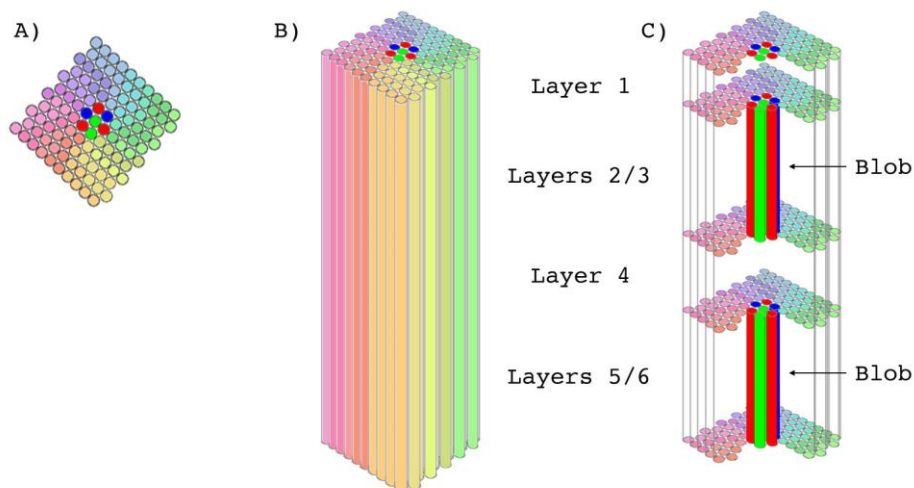 A)
B)
C)
Layer 1
Layers 2/3
Blob
Layer 4
Layers 5/6
Blob